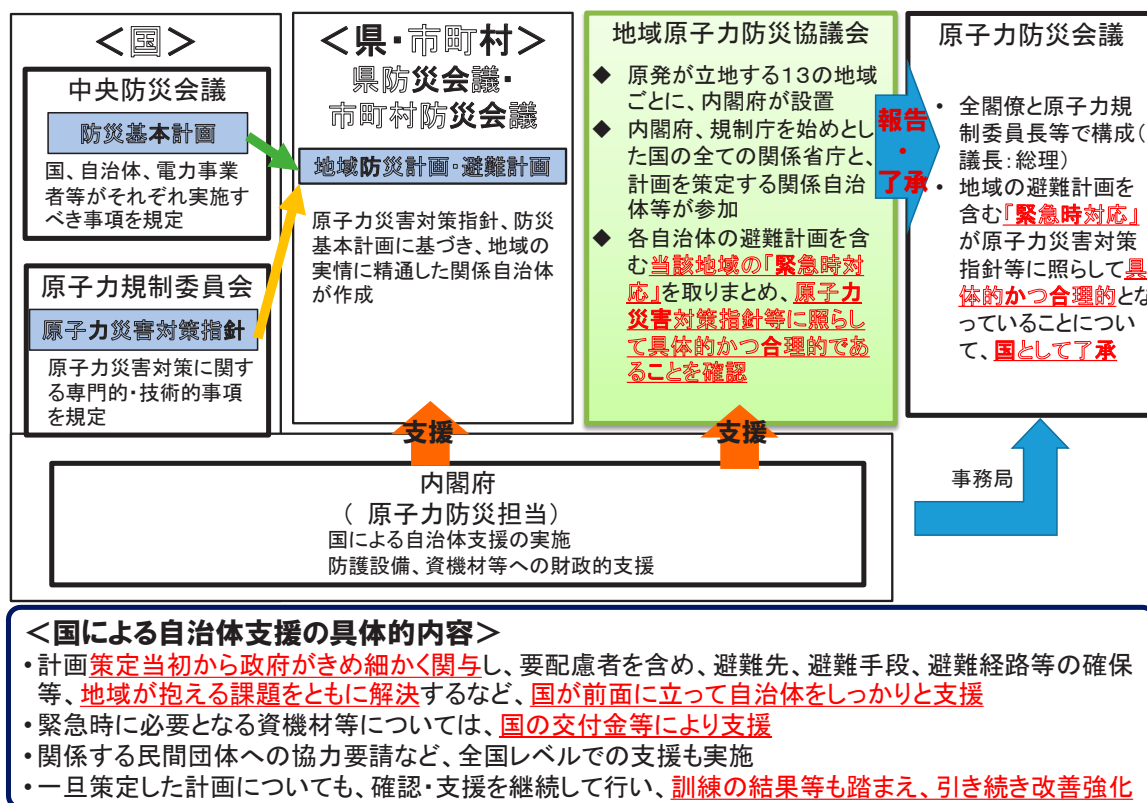 ＜国＞
中央防災会議
防災基本計画
国、自治体、電力事業
者等がそれぞれ実施す
べき事項を規定
原子力規制委員会
原子力災害対策指針
原子力災害対策に関す
る専門的・技術的事項
を規定
＜県・市町村＞
県防災会議・
市町村防災会議
地域防災計画・避難計画
原子力災害対策指針、防災
基本計画に基づき、地域の
実情に精通した関係自治体
が作成
地域原子力防災協議会
◆ 原発が立地する13の地域
ごとに、内閣府が設置
◆ 内閣府、規制庁を始めとし
た国の全ての関係省庁と、
計画を策定する関係自治
体等が参加
◆ 各自治体の避難計画を含
む当該地域の「緊急時対
応」を取りまとめ、原子力
災害対策指針等に照らし
て具体的かつ合理的であ
ることを確認
報告
・
了承
原子力防災会議
• 全閣僚と原子力規
制委員長等で構成(
議長：総理)
• 地域の避難計画を
含む「緊急時対応」
が原子力災害対策
指針等に照らして具
体的かつ合理的とな
っていることについ
て、国として了承
支援
支援
内閣府
( 原子力防災担当)
国による自治体支援の実施
防護設備、資機材等への財政的支援
事務局
＜国による自治体支援の具体的内容＞
・計画策定当初から政府がきめ細かく関与し、要配慮者を含め、避難先、避難手段、避難経路等の確保
等、地域が抱える課題をともに解決するなど、国が前面に立って自治体をしっかりと支援
・緊急時に必要となる資機材等については、国の交付金等により支援
・関係する民間団体への協力要請など、全国レベルでの支援も実施
・一旦策定した計画についても、確認・支援を継続して行い、訓練の結果等も踏まえ、引き続き改善強化